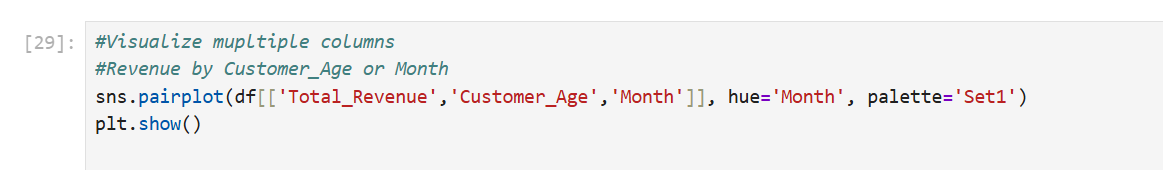 [29]: #Visualize mupltiple columns
#Revenue by Customer_Age or Month
sns.pairplot(df[['Total_Revenue','Customer_Age','Month']], hue='Month', palette='Set1')
plt.show()